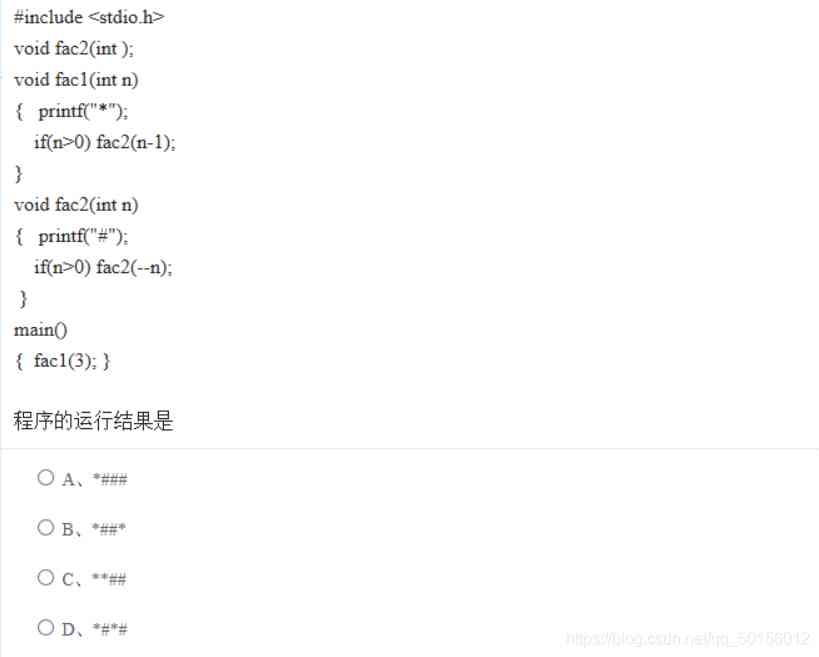 #include <stdio.h>
void fac2(int );
void fac1(int n)
{ printf("*");
if(n>0) fac2(n-1);
}
void fac2(int n)
{ printf("#");
if(n>0) fac2(--n);
}
main()
{ fac1(3); }
程序的运行结果是
A、*###
B、*##*
C、**##
D、*#*#
https://blog.csdn.net/qq_50156012